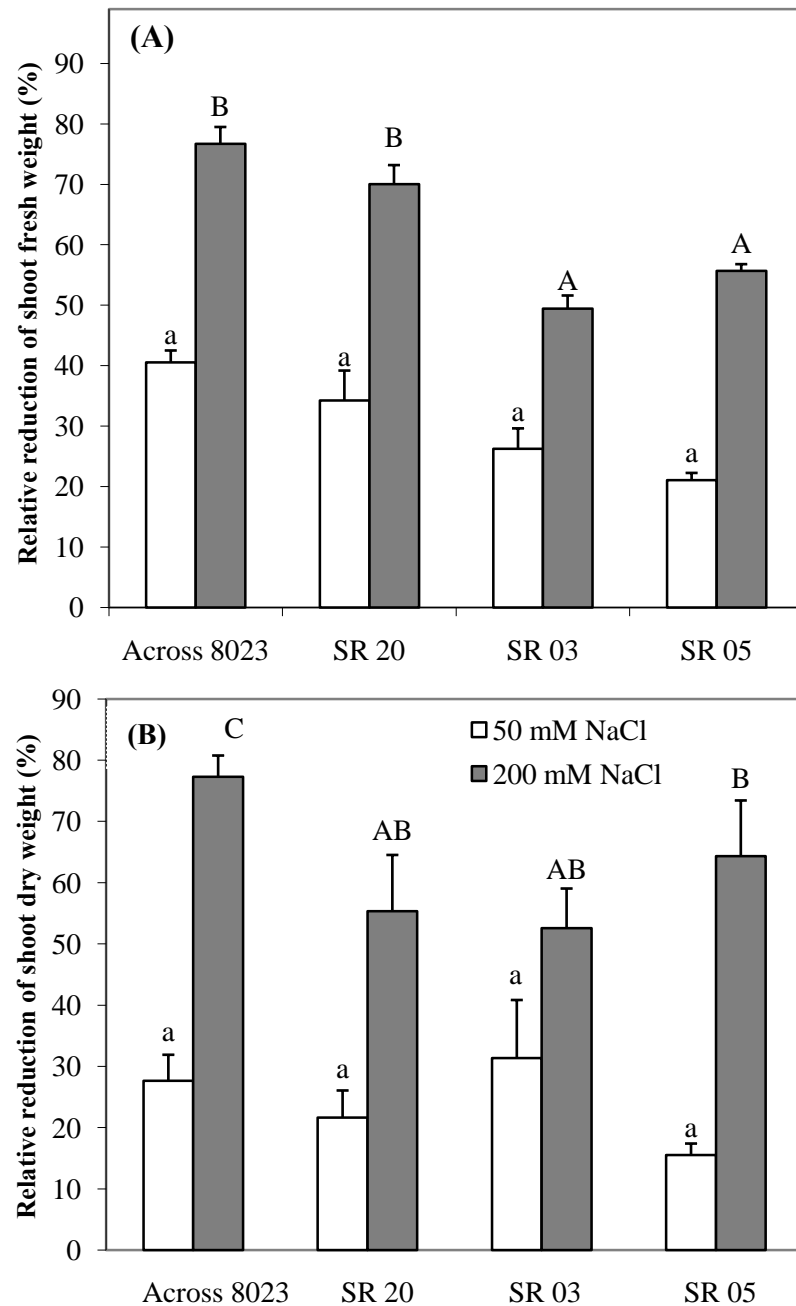 (A)
Relative reduction of shoot fresh weight (%)
90
80
70
60
50
40
30
20
10
0
B
B
A
A
a
a
a
a
Across 8023 SR 20 SR 03 SR 05
(B)
Relative reduction of shoot dry weight (%)
50 mM NaCl
200 mM NaCl
90
80
70
60
50
40
30
20
10
0
C
AB
AB
B
a
a
a
a
Across 8023 SR 20 SR 03 SR 05